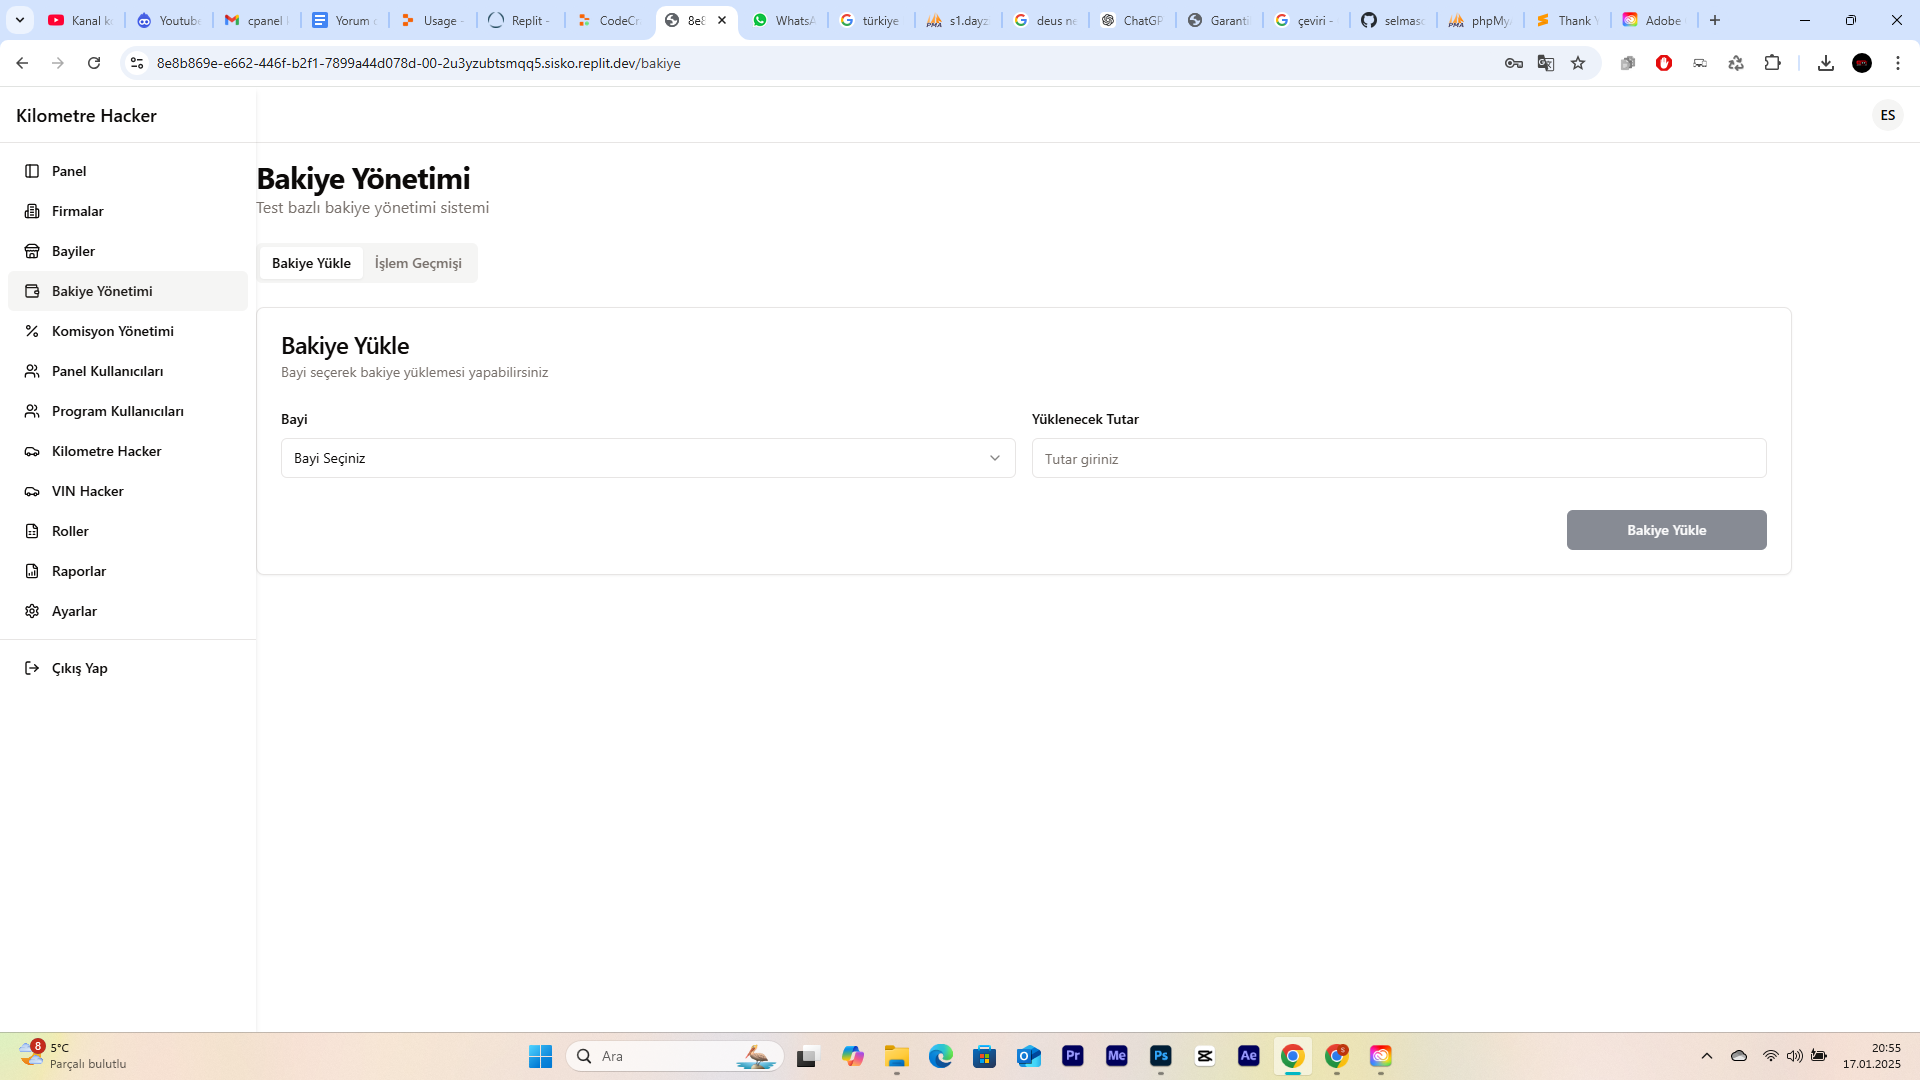 Kanal k
Youtube
cpanel
Yorum
Usage -
Replit -
CodeCr
8e8
WhatsA
türkiye
s1.dayz
deus ne
ChatGP
Garanti
çeviri -
selmas
phpMy
Thank Y
Adobe
8e8b869e-e662-446f-b2f1-7899a44d078d-00-2u3yzubtsmqq5.sisko.replit.dev/bakiye
Kilometre Hacker
ES
Panel
Firmalar
Bayiler
Bakiye Yönetimi
Komisyon Yönetimi
Panel Kullanıcıları
Program Kullanıcıları
Kilometre Hacker
VIN Hacker
Roller
Raporlar
Ayarlar
Çıkış Yap
Bakiye Yönetimi
Test bazlı bakiye yönetimi sistemi
Bakiye Yükle
İşlem Geçmişi
Bakiye Yükle
Bayi seçerek bakiye yüklemesi yapabilirsiniz
Bayi
Bayi Seçiniz
Yüklenecek Tutar
Tutar giriniz
Bakiye Yükle
8
5°C
Parçalı bulutlu
Ara
Pr
Me
Ps
Ae
20:55
17.01.2025